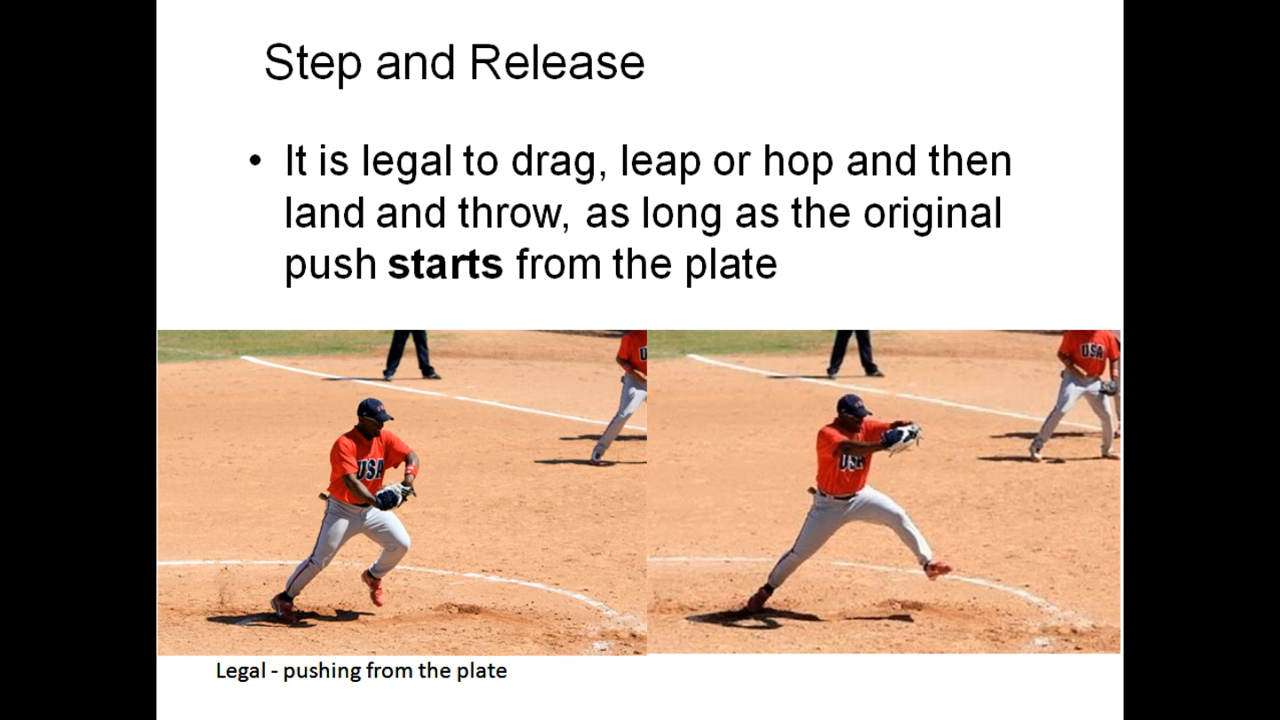 Step and Release
• It is legal to drag, leap or hop and then
land and throw, as long as the original
push starts from the plate
USA
USA
USA
Legal - pushing from the plate